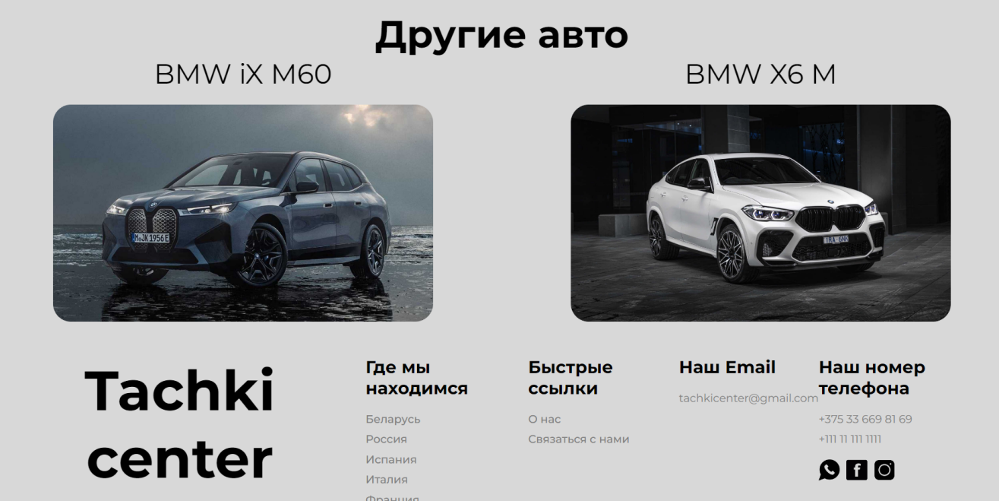 Другие авто
BMW iX M60
BMW X6 M
M JK 1956 E
Tachki
center
Где мы
находимся
Беларусь
Россия
Испания
Италия
Франция
Быстрые
ссылки
О нас
Связаться с нами
Наш Email
tachkicenter@gmail.com
Наш номер
телефона
+375 33 669 81 69
+111 11 111 1111